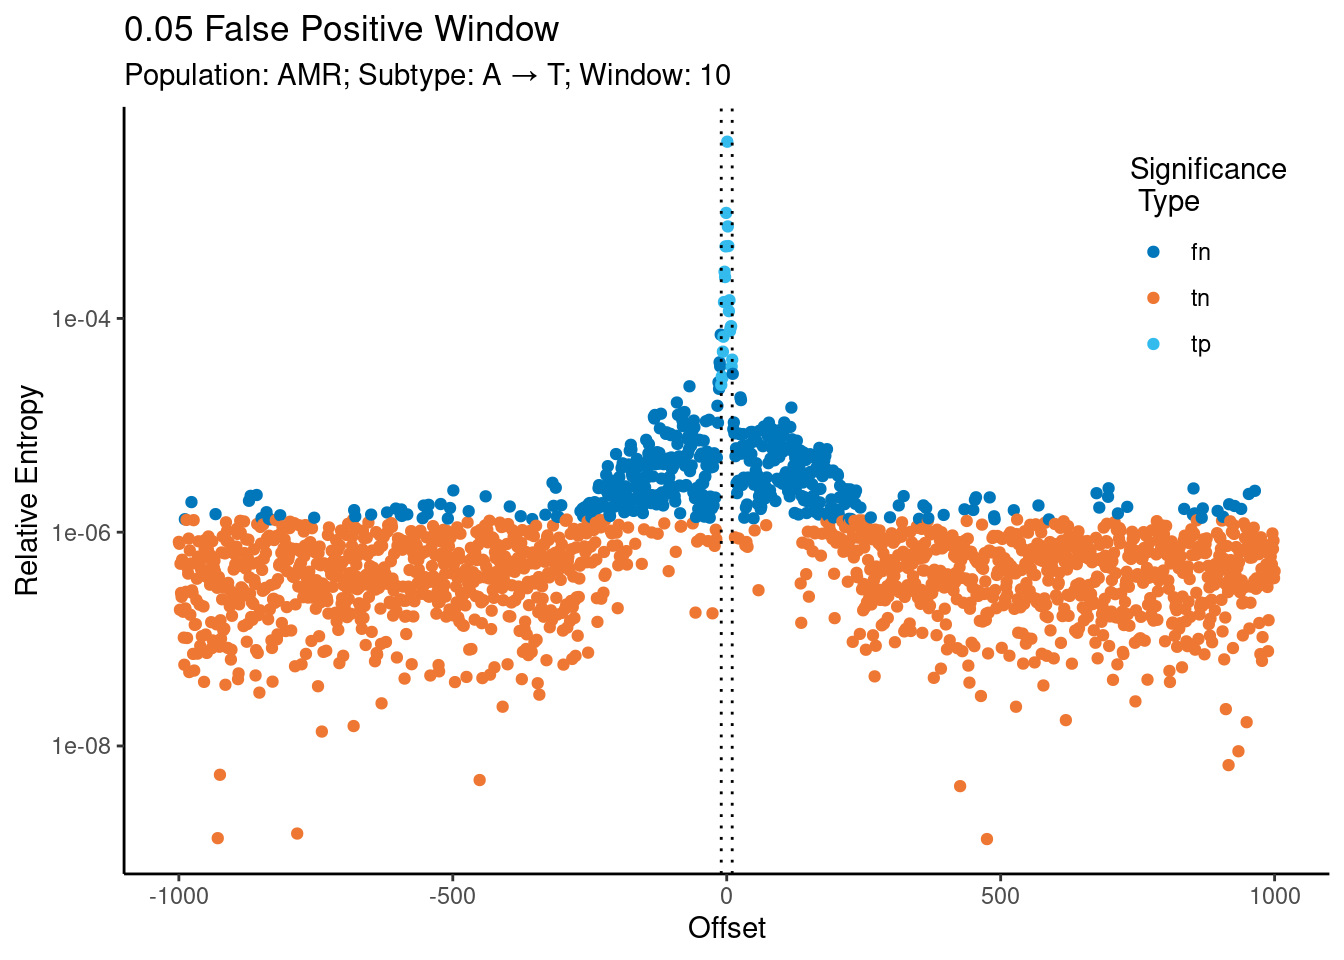 0.05 False Positive Window
Population: AMR; Subtype: A → T; Window: 10
Significance
Type
fn
tn
tp
Relative Entropy
1e-04
1e-06
1e-08
-1000
-500
0
500
1000
Offset